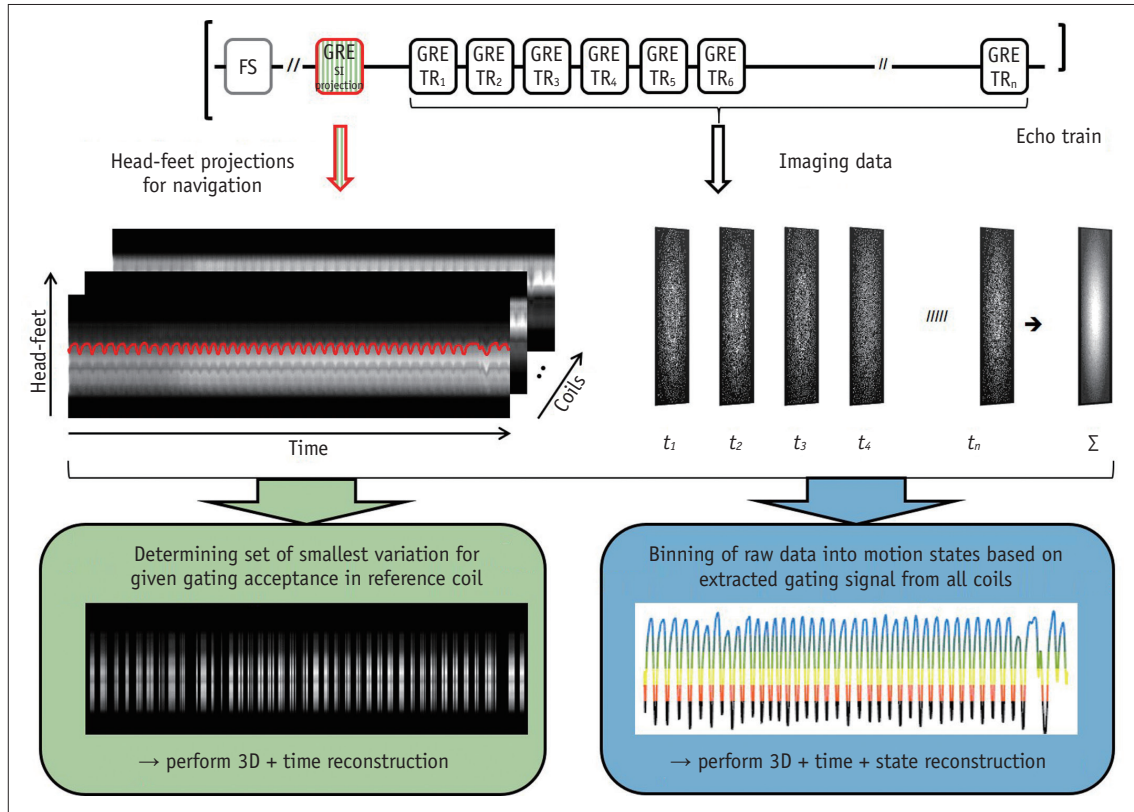 FS
//
GRE
SI
projection
GRE
TR₁
GRE
TR₂
GRE
TR₃
GRE
TR₄
GRE
TR₅
GRE
TR₆
//
GRE
TRₙ
Echo train
Head-feet projections
for navigation
Imaging data
Head-feet
Time
Coils
t₁
t₂
t₃
t₄
/////
tₙ
➔
Σ
Determining set of smallest variation for
given gating acceptance in reference coil
→ perform 3D + time reconstruction
Binning of raw data into motion states based on
extracted gating signal from all coils
→ perform 3D + time + state reconstruction